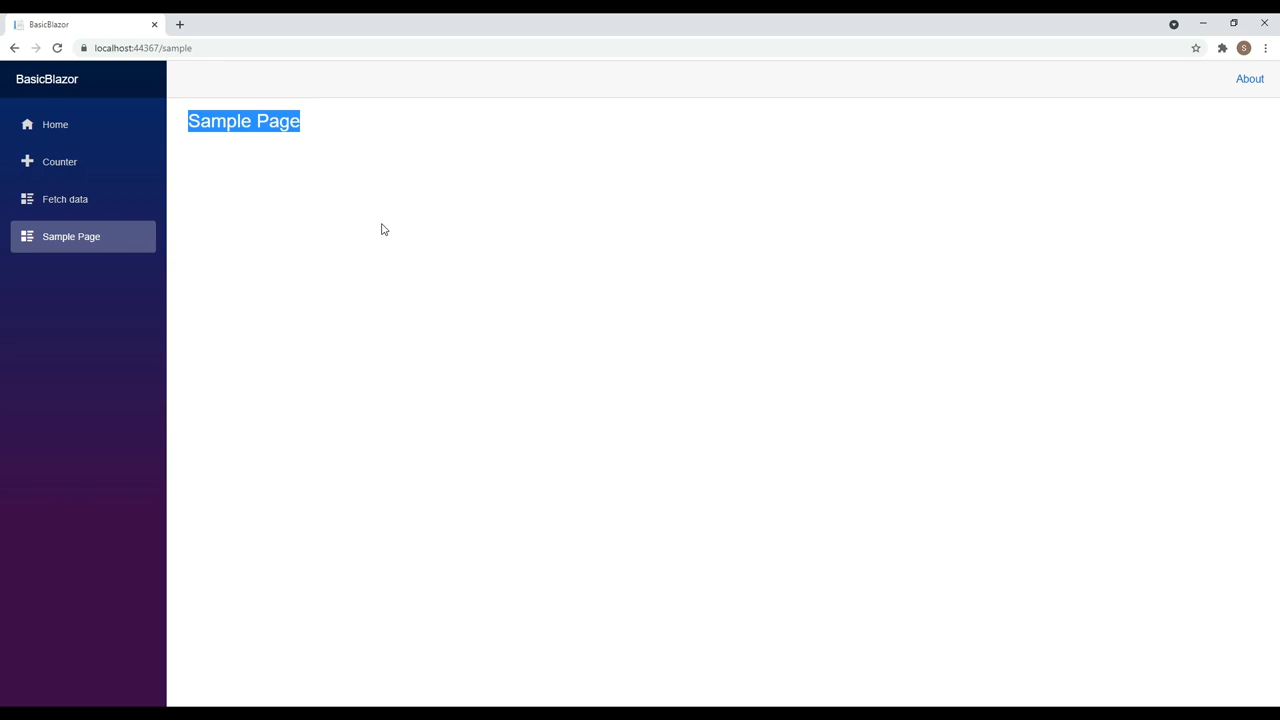 BasicBlazor
localhost:44367/sample
S
BasicBlazor
About
Home
Counter
Fetch data
Sample Page
Sample Page